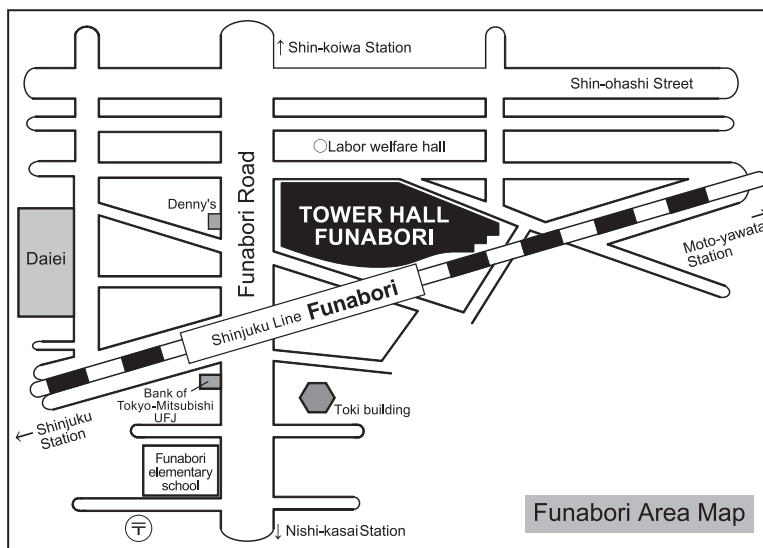 ↑ Shin-koiwa Station
Shin-ohashi Street
Labor welfare hall
Denny's
Funabori Road
TOWER HALL
FUNABORI
Daiei
Moto-yawata
Station
→
Shinjuku Line Funabori
Bank of
Tokyo-Mitsubishi
UFJ
Toki building
← Shinjuku
Station
Funabori
elementary
school
〒
↓ Nishi-kasai Station
Funabori Area Map